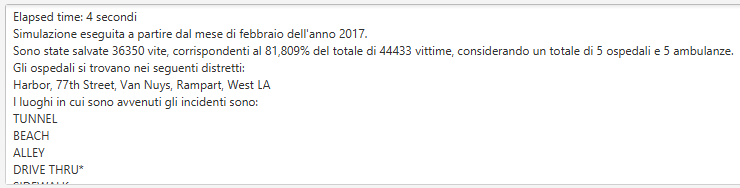 Elapsed time: 4 secondi
Simulazione eseguita a partire dal mese di febbraio dell'anno 2017.
Sono state salvate 36350 vite, corrispondenti al 81,809% del totale di 44433 vittime, considerando un totale di 5 ospedali e 5 ambulanze.
Gli ospedali si trovano nei seguenti distretti:
Harbor, 77th Street, Van Nuys, Rampart, West LA
I luoghi in cui sono avvenuti gli incidenti sono:
TUNNEL
BEACH
ALLEY
DRIVE THRU*